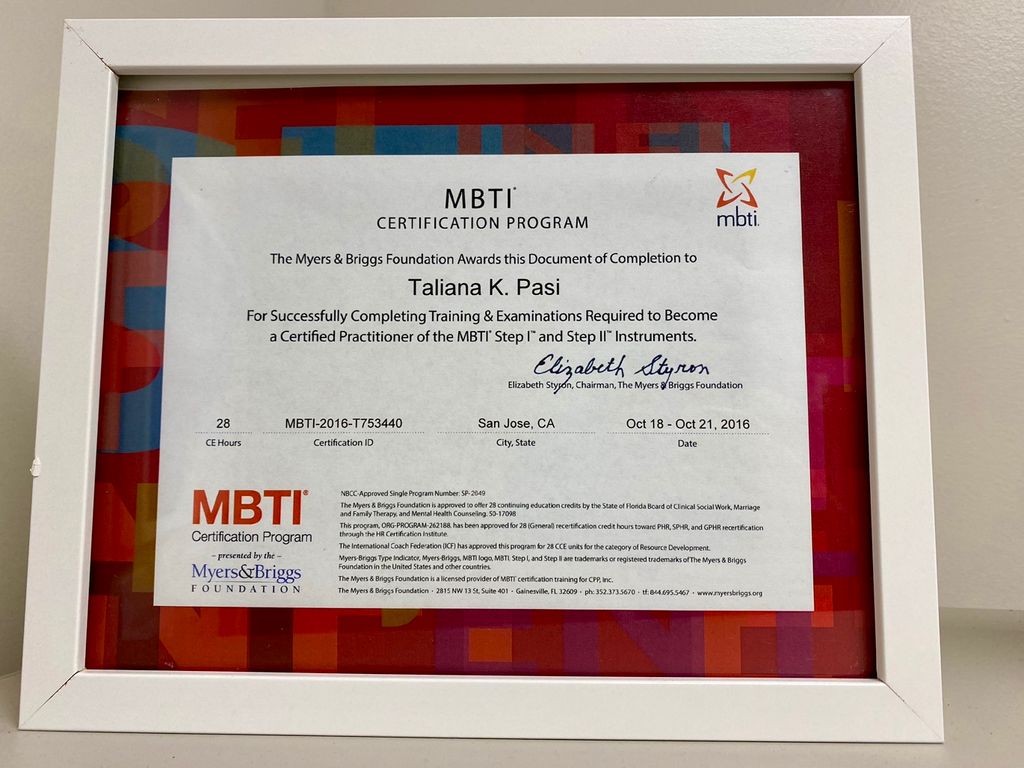 MBTI®
CERTIFICATION PROGRAM
mbti.
The Myers & Briggs Foundation Awards this Document of Completion to
Taliana K. Pasi
For Successfully Completing Training & Examinations Required to Become
a Certified Practitioner of the MBTI® Step I™ and Step II™ Instruments.
Elizabeth Styron
Elizabeth Styron, Chairman, The Myers & Briggs Foundation
28 MBTI-2016-T753440 San Jose, CA Oct 18 - Oct 21, 2016
CE Hours Certification ID City, State Date
MBTI®
Certification Program
– presented by the –
Myers&Briggs
FOUNDATION
NBCC-Approved Single Program Number: SP-2049
The Myers & Briggs Foundation is approved to offer 28 continuing education credits by the State of Florida Board of Clinical Social Work, Marriage
and Family Therapy, and Mental Health Counseling. 50-17098
This program, ORG-PROGRAM-262188, has been approved for 28 (General) recertification credit hours toward PHR, SPHR, and GPHR recertification
through the HR Certification Institute.
The International Coach Federation (ICF) has approved this program for 28 CCE units for the category of Resource Development.
Myers-Briggs Type Indicator, Myers-Briggs, MBTI logo, MBTI, Step I, and Step II are trademarks or registered trademarks of The Myers & Briggs
Foundation in the United States and other countries.
The Myers & Briggs Foundation is a licensed provider of MBTI® certification training for CPP, Inc.
The Myers & Briggs Foundation · 2815 NW 13 St, Suite 401 · Gainesville, FL 32609 · ph: 352.373.5670 · tf: 844.695.5467 · www.myersbriggs.org